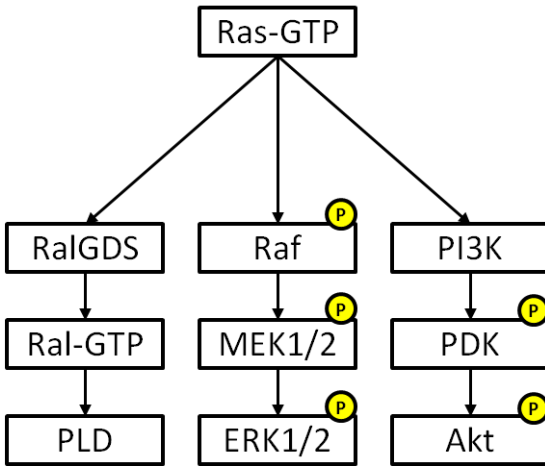 Ras-GTP
P
RalGDS Raf PI3K
P P
Ral-GTP MEK1/2 PDK
P P
PLD ERK1/2 Akt